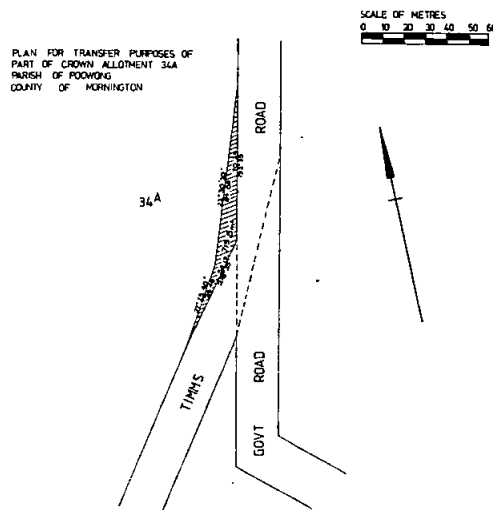 SCALE OF METRES
0 10 20 30 40 50 60
PLAN FOR TRANSFER PURPOSES OF
PART OF CROWN ALLOTMENT 34A
PARISH OF POOWONG
COUNTY OF MORNINGTON
ROAD
34A
TIMMS
ROAD
GOVT